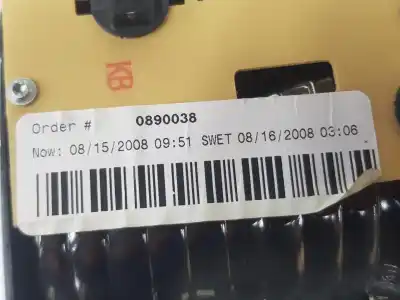 KB
Order # 0890038
Now: 08/15/2008 09:51 SWET 08/16/2008 03:06